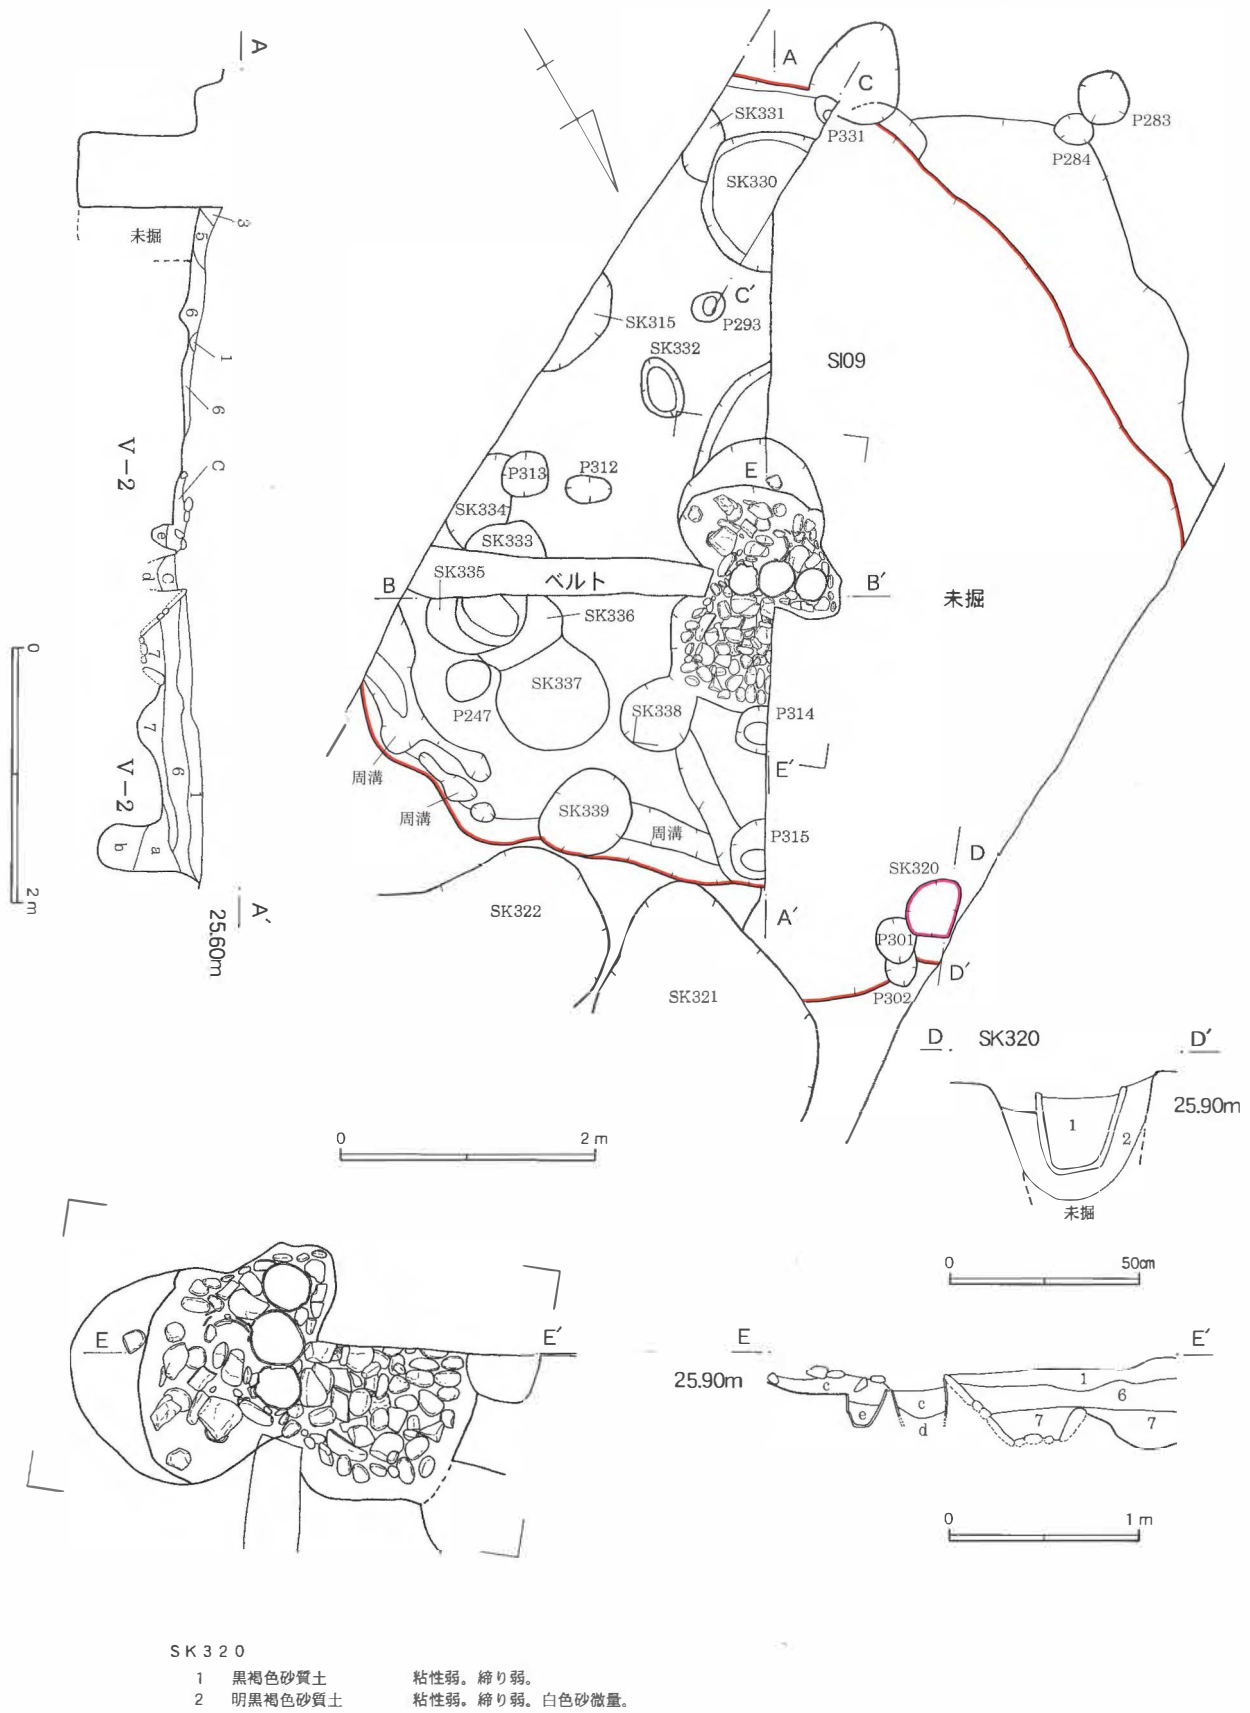 A
3
5
未掘
6
1
6
C
V-2
e
C
d
7
7
6
1
V-2
a
b
A'
25.60m
0
2m
A
C
SK331
P331
SK330
P283
P284
C'
P293
SK315
SK332
SI09
P313
P312
E
SK334
SK333
B
SK335
ベルト
B'
未掘
SK336
SK337
P247
SK338
P314
E'
周溝
周溝
SK339
周溝
P315
SK322
A'
SK321
SK320
D
P301
D'
P302
0
2 m
D
SK320
D'
25.90m
1
2
未掘
0
50cm
E
E'
E
E'
25.90m
c
e
c
d
1
6
7
7
0
1 m
SK320
1 黒褐色砂質土 粘性弱。締り弱。
2 明黒褐色砂質土 粘性弱。締り弱。白色砂微量。